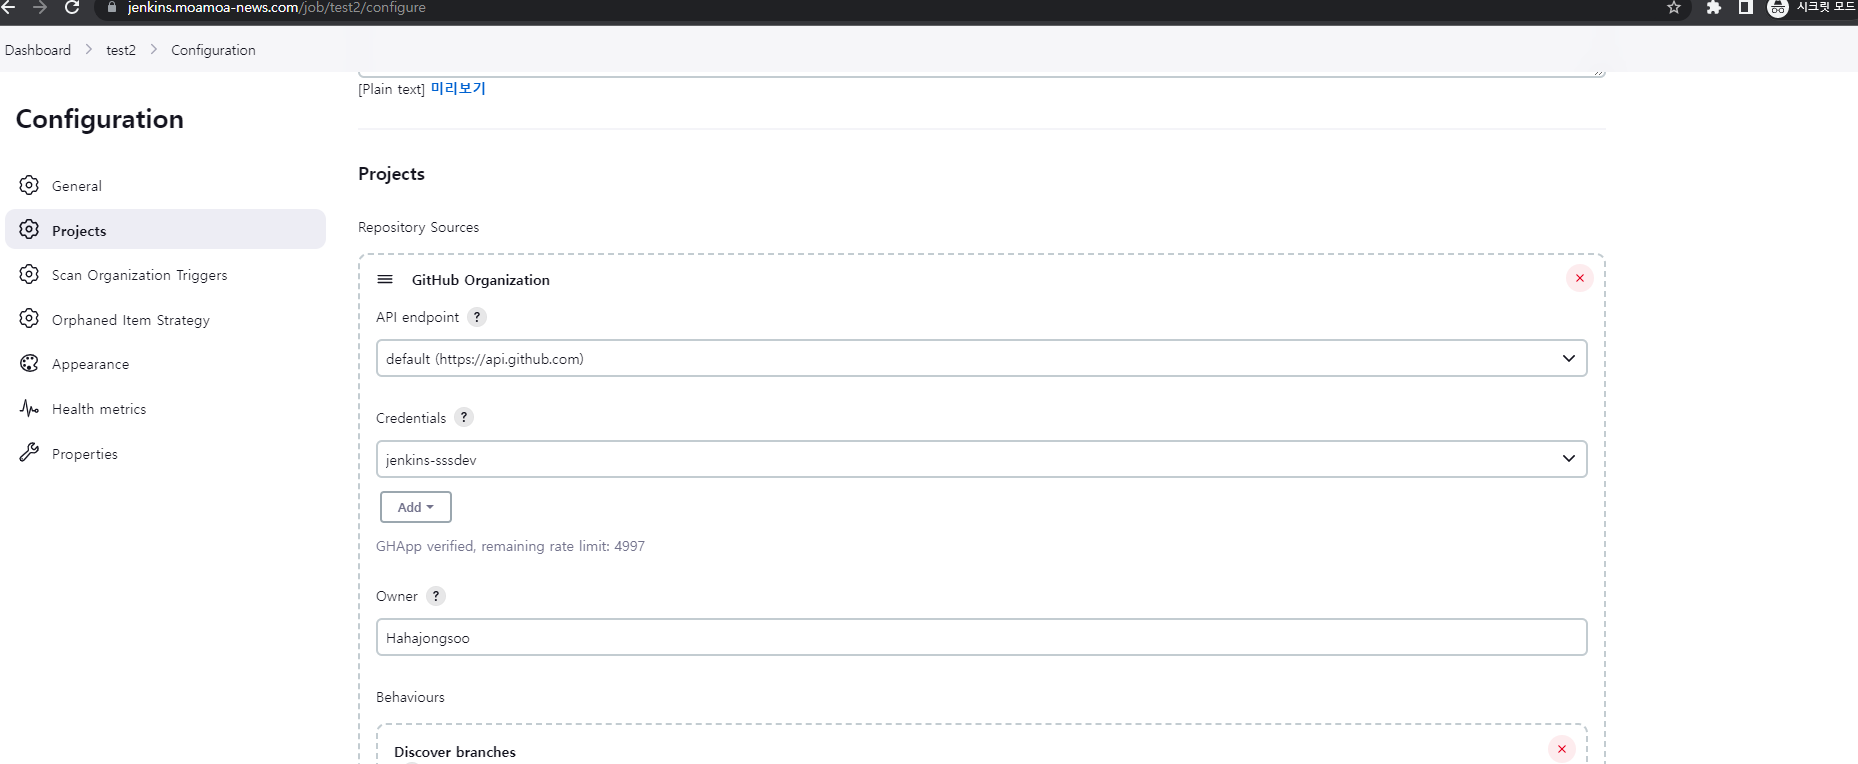 jenkins.moamoa-news.com/job/test2/configure
시크릿 모드
Dashboard > test2 > Configuration
[Plain text] 미리보기
Configuration
General
Projects
Scan Organization Triggers
Orphaned Item Strategy
Appearance
Health metrics
Properties
Projects
Repository Sources
GitHub Organization
API endpoint ?
default (https://api.github.com)
Credentials ?
jenkins-sssdev
Add
GHApp verified, remaining rate limit: 4997
Owner ?
Hahajongsoo
Behaviours
Discover branches